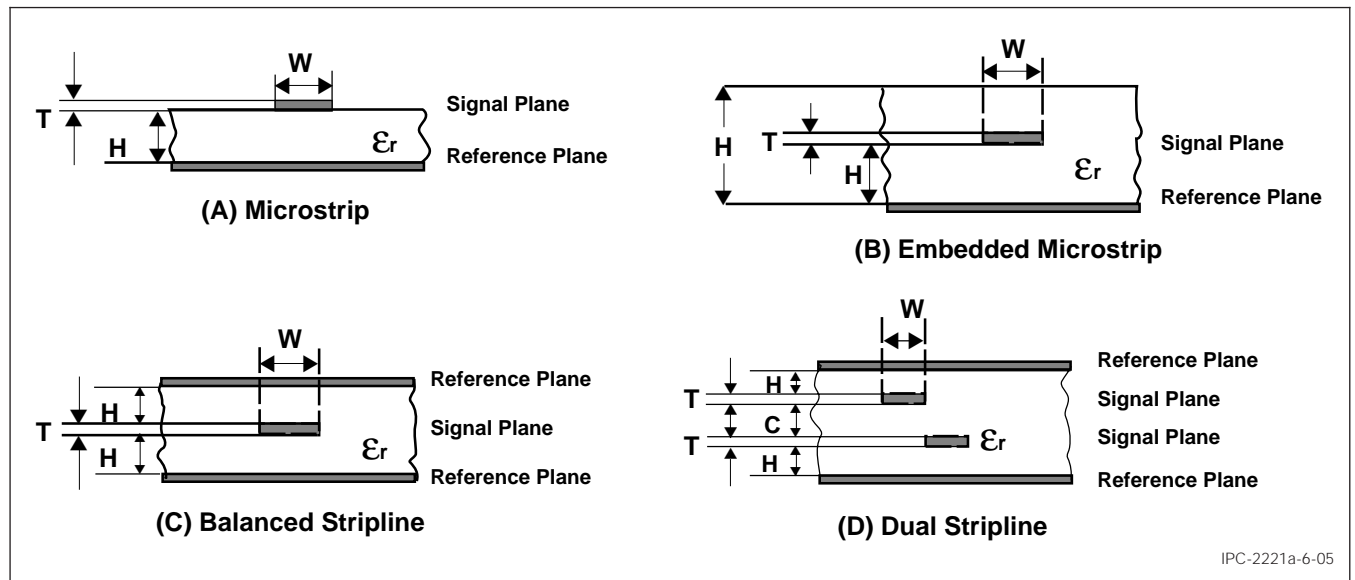 W
T
H
εr
Signal Plane
Reference Plane
(A) Microstrip
W
H
T
H
εr
Signal Plane
Reference Plane
(B) Embedded Microstrip
W
H
T
H
εr
Reference Plane
Signal Plane
Reference Plane
(C) Balanced Stripline
W
H
T
C
T
H
εr
Reference Plane
Signal Plane
Signal Plane
Reference Plane
(D) Dual Stripline
IPC-2221a-6-05